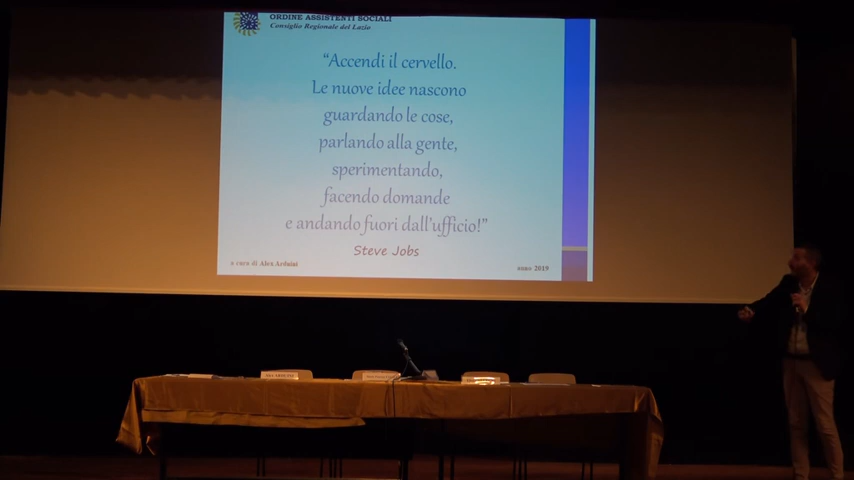 ORDINE ASSISTENTI SOCIALI
Consiglio Regionale del Lazio
“Accendi il cervello.
Le nuove idee nascono
guardando le cose,
parlando alla gente,
sperimentando,
facendo domande
e andando fuori dall’ufficio!”
Steve Jobs
a cura di Alex Arduini
anno 2019